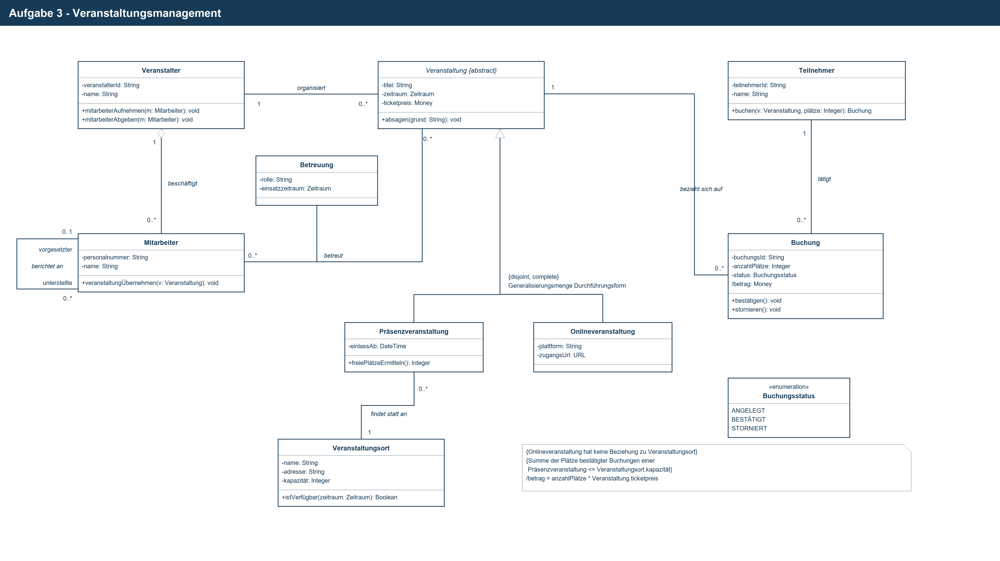 Aufgabe 3 - Veranstaltungsmanagement
Veranstalter
-veranstalterId: String
-name: String
+mitarbeiterAufnehmen(m: Mitarbeiter): void
+mitarbeiterAbgeben(m: Mitarbeiter): void
organisiert
1
0..*
Veranstaltung {abstract}
-titel: String
-zeitraum: Zeitraum
-ticketpreis: Money
+absagen(grund: String): void
1
Teilnehmer
-teilnehmerId: String
-name: String
+buchen(v: Veranstaltung, plätze: Integer): Buchung
1
beschäftigt
0..*
Betreuung
-rolle: String
-einsatzzeitraum: Zeitraum
0..*
bezieht sich auf
1
tätigt
0..*
0..1
vorgesetzter
berichtet an
unterstellte
0..*
Mitarbeiter
-personalnummer: String
-name: String
+veranstaltungÜbernehmen(v: Veranstaltung): void
0..*
betreut
{disjoint, complete}
Generalisierungsmenge Durchführungsform
0..*
Buchung
-buchungsId: String
-anzahlPlätze: Integer
-status: Buchungsstatus
/betrag: Money
+bestätigen(): void
+stornieren(): void
Präsenzveranstaltung
-einlassAb: DateTime
+freiePlätzeErmitteln(): Integer
Onlineveranstaltung
-plattform: String
-zugangsUrl: URL
0..*
findet statt an
1
«enumeration»
Buchungsstatus
ANGELEGT
BESTÄTIGT
STORNIERT
Veranstaltungsort
-name: String
-adresse: String
-kapazität: Integer
+istVerfügbar(zeitraum: Zeitraum): Boolean
{Onlineveranstaltung hat keine Beziehung zu Veranstaltungsort}
{Summe der Plätze bestätigter Buchungen einer
Präsenzveranstaltung <= Veranstaltungsort.kapazität}
/betrag = anzahlPlätze * Veranstaltung.ticketpreis